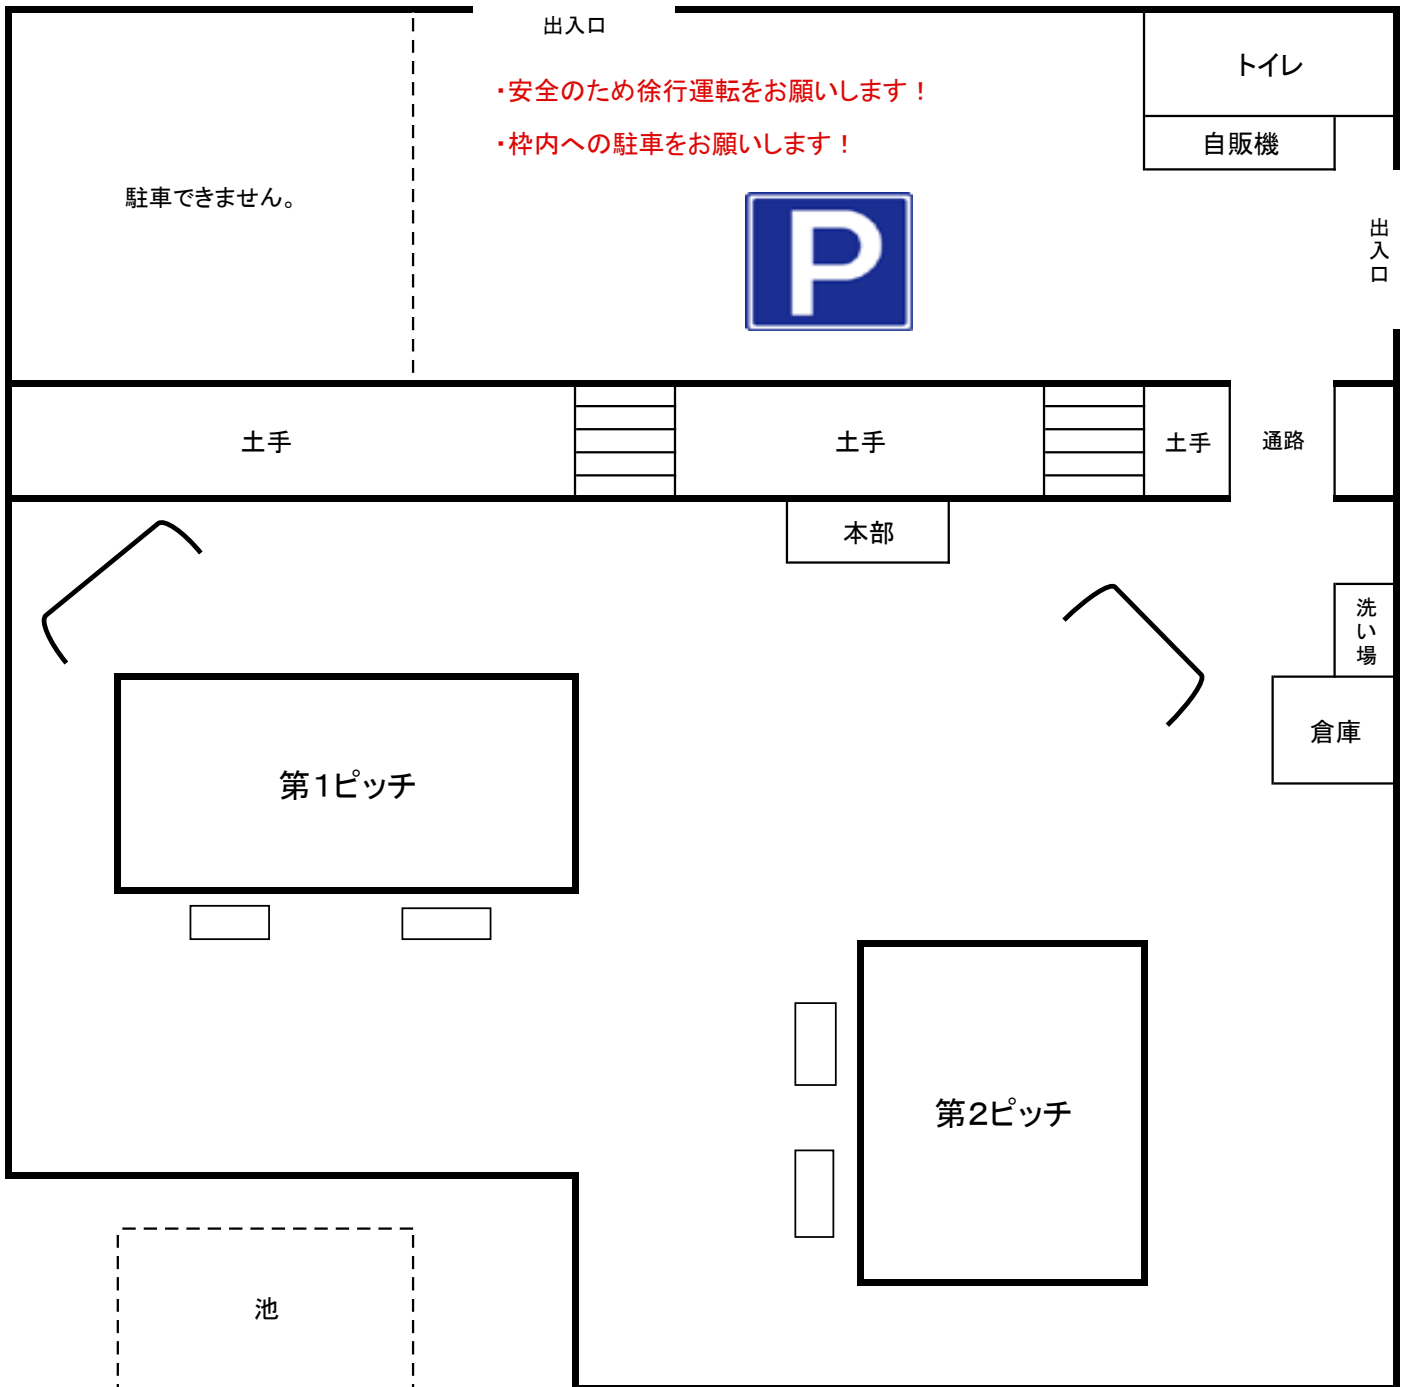 出入口
トイレ
・安全のため徐行運転をお願いします！
・枠内への駐車をお願いします！
自販機
駐車できません。
P
出入口
土手
土手
土手
通路
本部
洗い場
倉庫
第1ピッチ
第2ピッチ
池